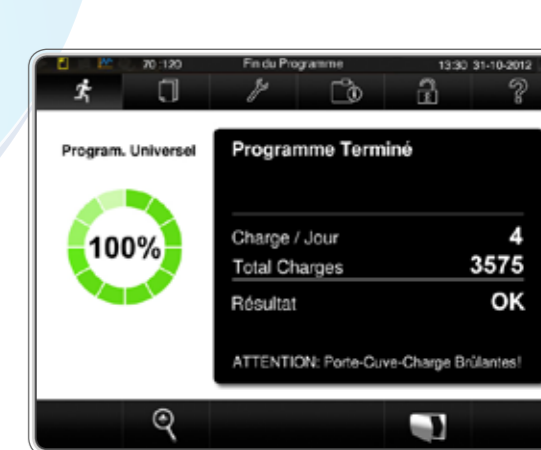 70 :120 Fin du Programme 13:30 31-10-2012
Program. Universel
100%
Programme Terminé
Charge / Jour 4
Total Charges 3575
Résultat OK
ATTENTION: Porte-Cuve-Charge Brûlantes!